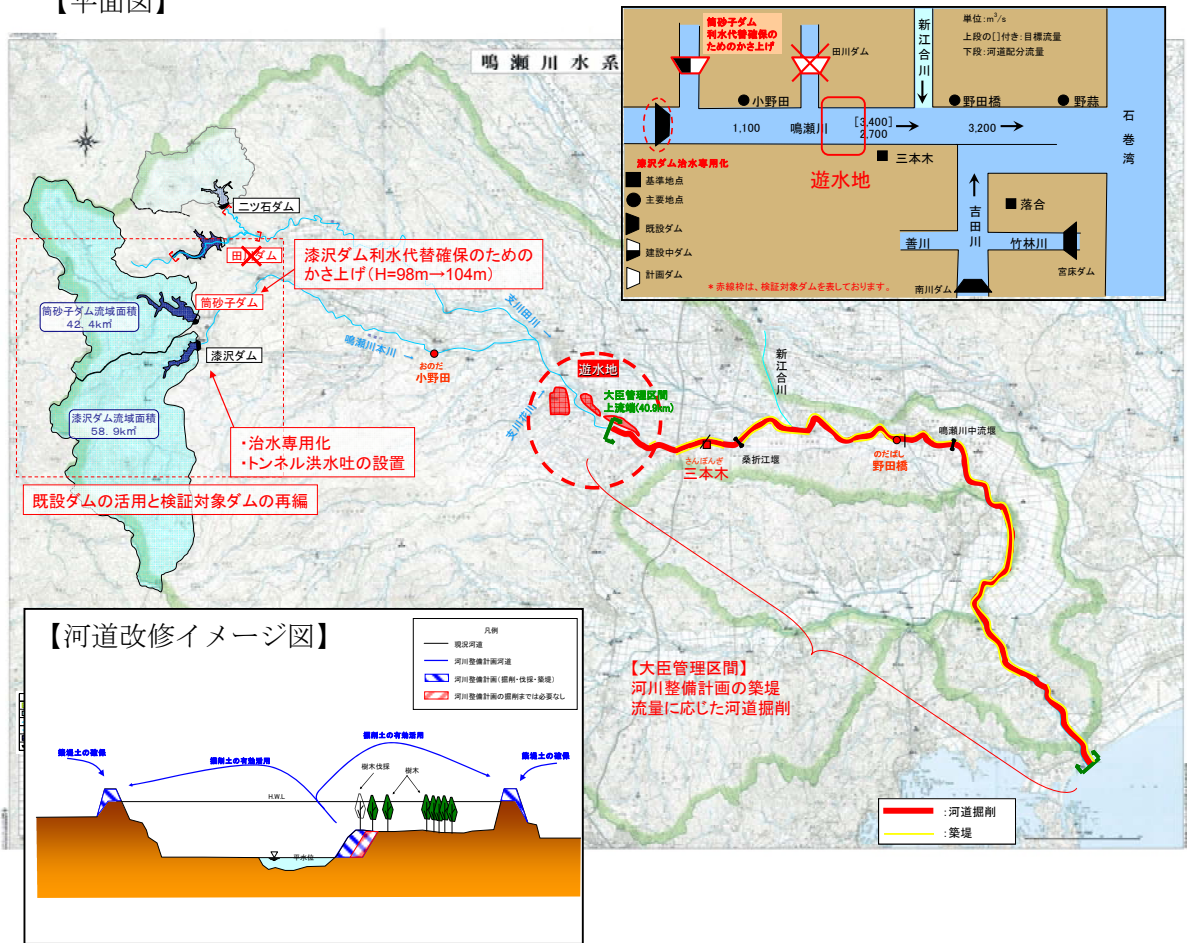 【平面図】
鳴瀬川水系
筒砂子ダム
利水代替確保の
ためのかさ上げ
田川ダム
新江合川
単位:m³/s
上段の[]付き:目標流量
下段:河道配分流量
小野田
野田橋
野蒜
1,100
鳴瀬川
[3,400]
2,700
3,200
石巻湾
漆沢ダム治水専用化
遊水地
三本木
基準地点
主要地点
既設ダム
建設中ダム
計画ダム
吉田川
落合
善川
竹林川
宮床ダム
南川ダム
*赤線枠は、検証対象ダムを表しております。
二ツ石ダム
田川ダム
漆沢ダム利水代替確保のための
かさ上げ(H=98m→104m)
筒砂子ダム
筒砂子ダム流域面積
42.4k㎡
漆沢ダム
漆沢ダム流域面積
58.9k㎡
・治水専用化
・トンネル洪水吐の設置
既設ダムの活用と検証対象ダムの再編
支川田川
鳴瀬川本川
おのだ
小野田
支川花川
遊水地
大臣管理区間
上流端(40.9km)
新江合川
さんぼんぎ
三本木
桑折江堰
のだばし
野田橋
鳴瀬川中流堰
【大臣管理区間】
河川整備計画の築堤
流量に応じた河道掘削
:河道掘削
:築堤
【河道改修イメージ図】
凡例
現況河道
河川整備計画河道
河川整備計画(掘削・伐採・築堤)
河川整備計画の掘削までは必要なし
築堤土の確保
掘削土の有効活用
掘削土の有効活用
築堤土の確保
樹木伐採
樹木
H.W.L
平水位